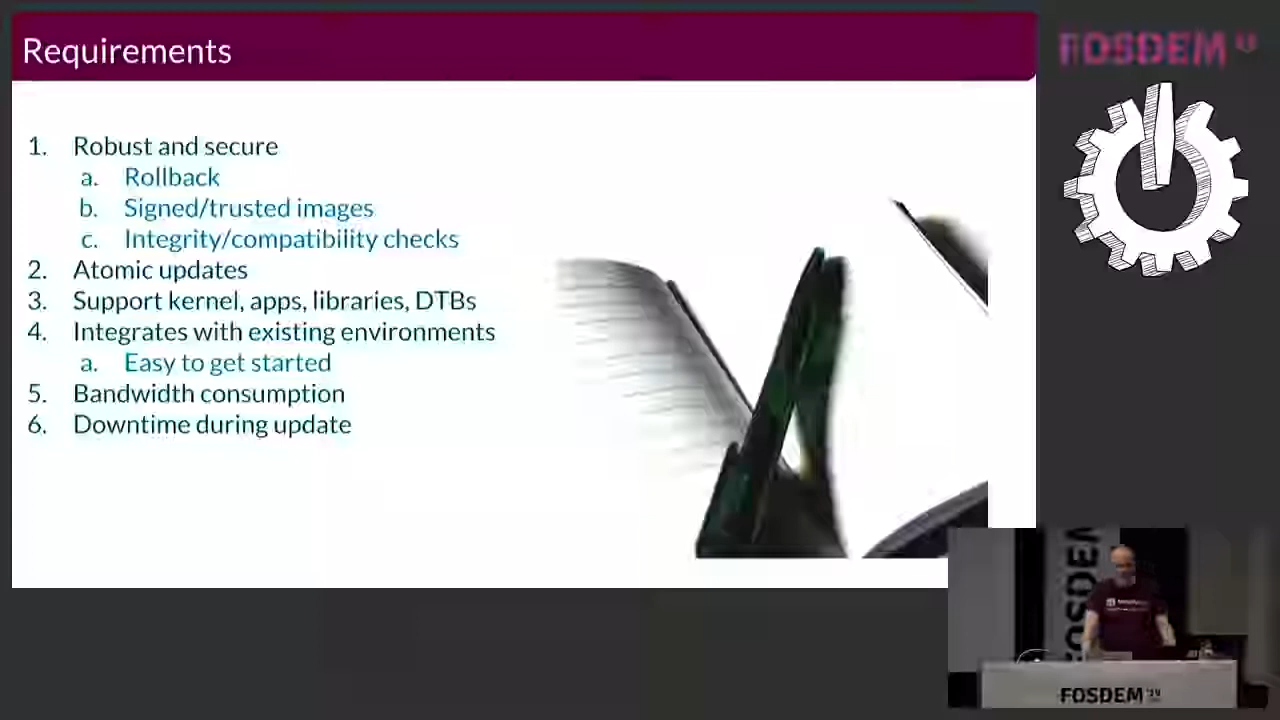 Requirements
1. Robust and secure
a. Rollback
b. Signed/trusted images
c. Integrity/compatibility checks
2. Atomic updates
3. Support kernel, apps, libraries, DTBs
4. Integrates with existing environments
a. Easy to get started
5. Bandwidth consumption
6. Downtime during update
FOSDEM
FOSDEM
FOSDEM '19